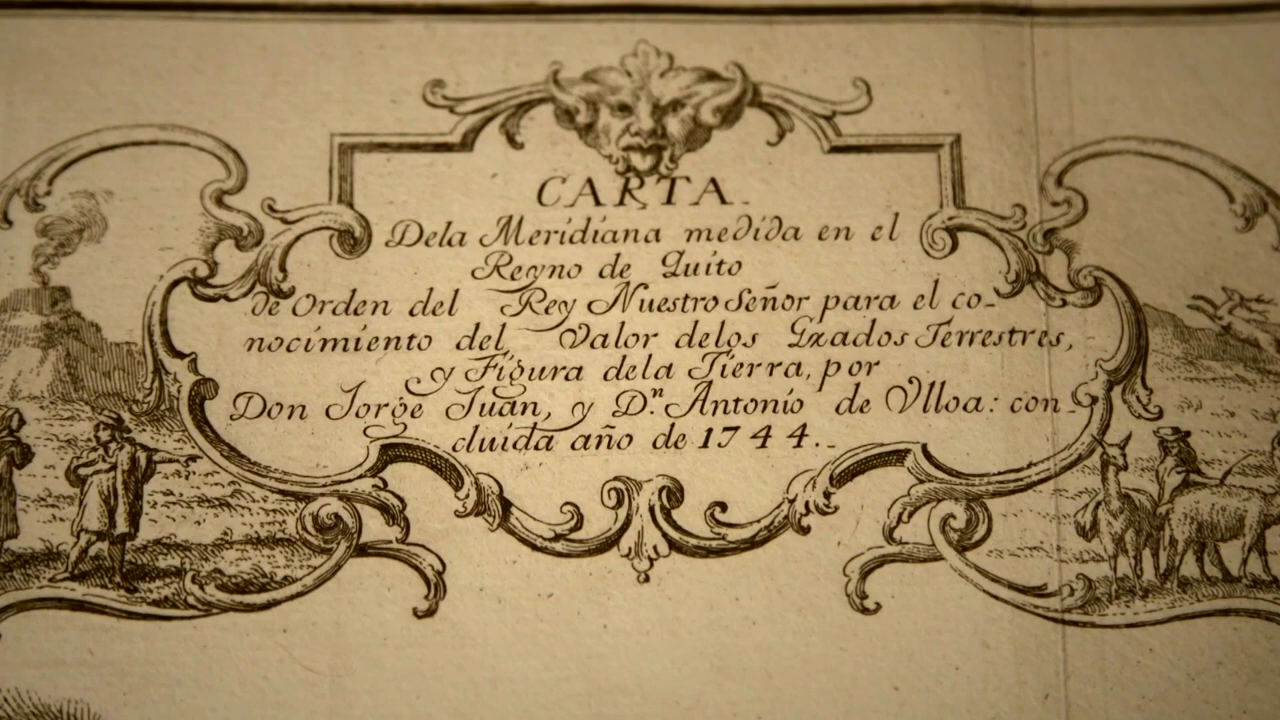 CARTA.
Dela Meridiana medida en el
Reyno de Quito
de Orden del Rey Nuestro Señor para el co-
nocimiento del Valor delos Grados Terrestres,
y Figura dela Tierra, por
Don Jorge Juan, y D.ⁿ Antonio de Vlloa: con-
cluida año de 1744.